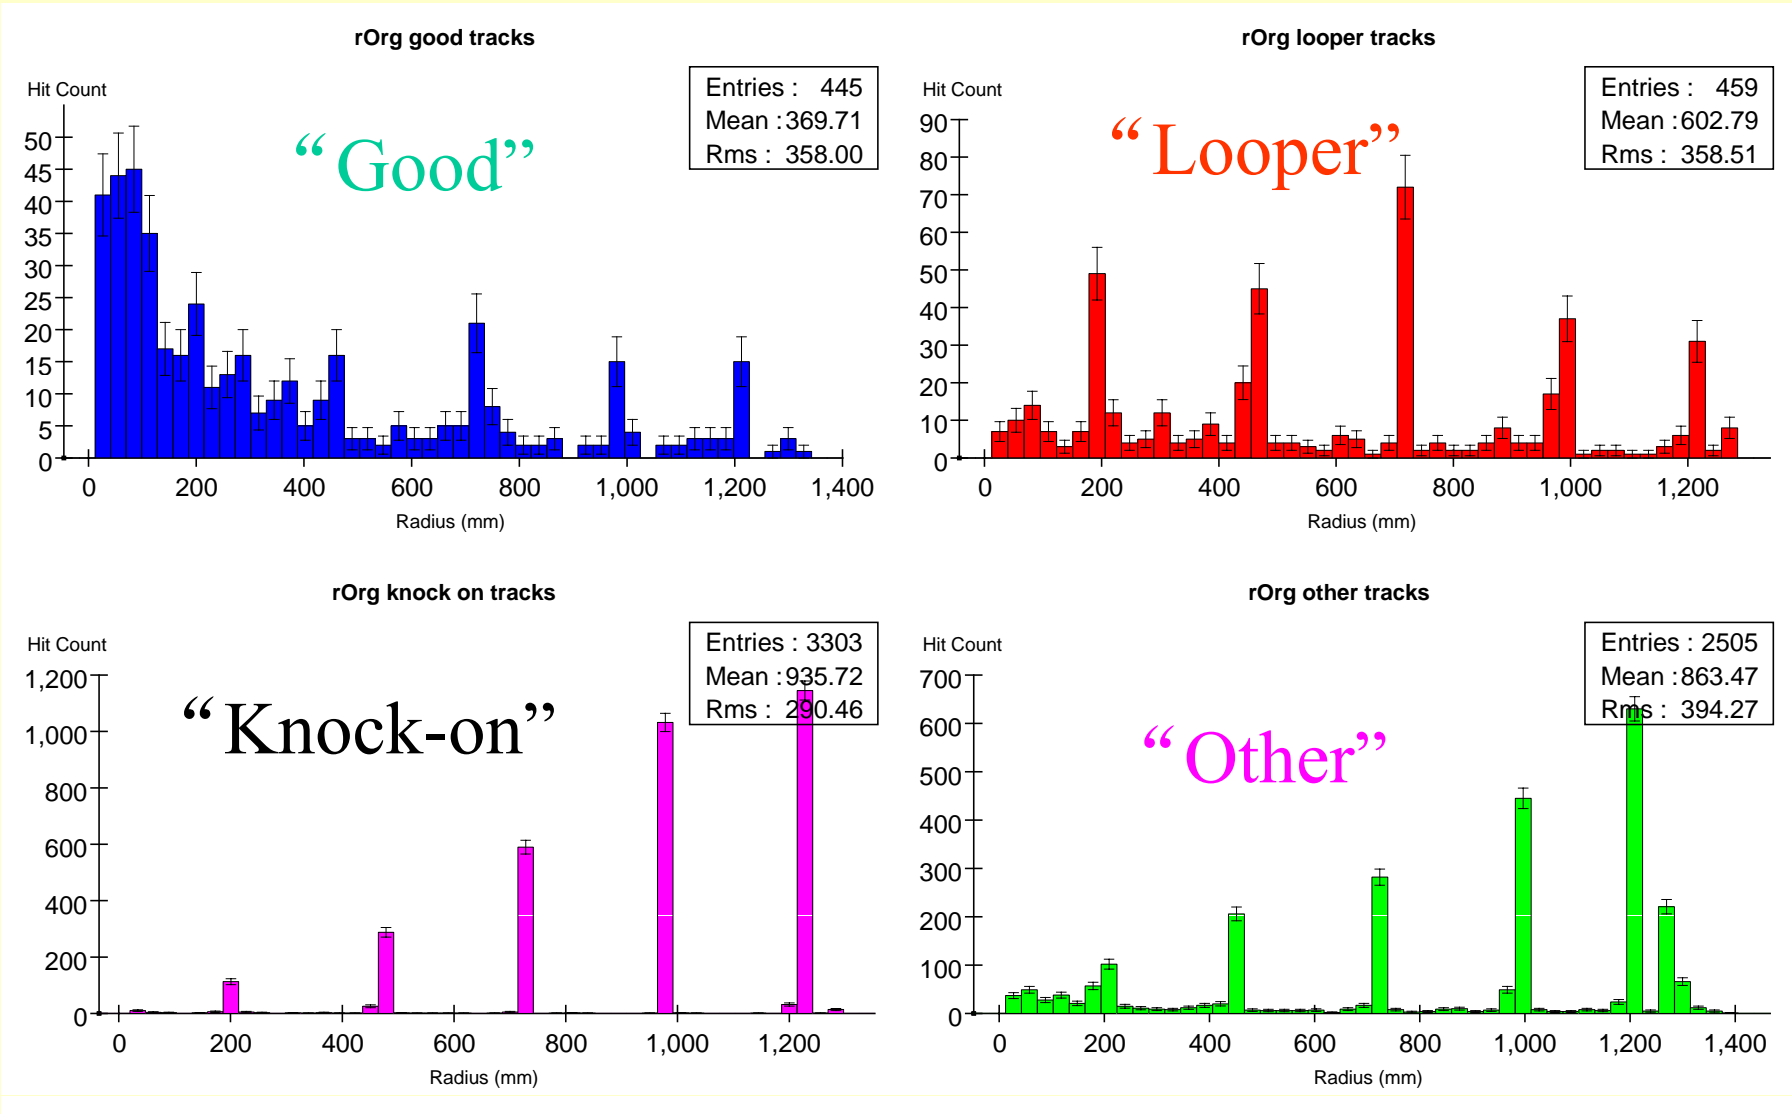 rOrg good tracks
Hit Count
Entries : 445
Mean : 369.71
Rms : 358.00
“Good”
50
45
40
35
30
25
20
15
10
5
0
0 200 400 600 800 1,000 1,200 1,400
Radius (mm)
rOrg looper tracks
Hit Count
Entries : 459
Mean : 602.79
Rms : 358.51
“Looper”
90
80
70
60
50
40
30
20
10
0
0 200 400 600 800 1,000 1,200
Radius (mm)
rOrg knock on tracks
Hit Count
Entries : 3303
Mean : 935.72
Rms : 290.46
“Knock-on”
1,200
1,000
800
600
400
200
0
0 200 400 600 800 1,000 1,200
Radius (mm)
rOrg other tracks
Hit Count
Entries : 2505
Mean : 863.47
Rms : 394.27
“Other”
700
600
500
400
300
200
100
0
0 200 400 600 800 1,000 1,200 1,400
Radius (mm)